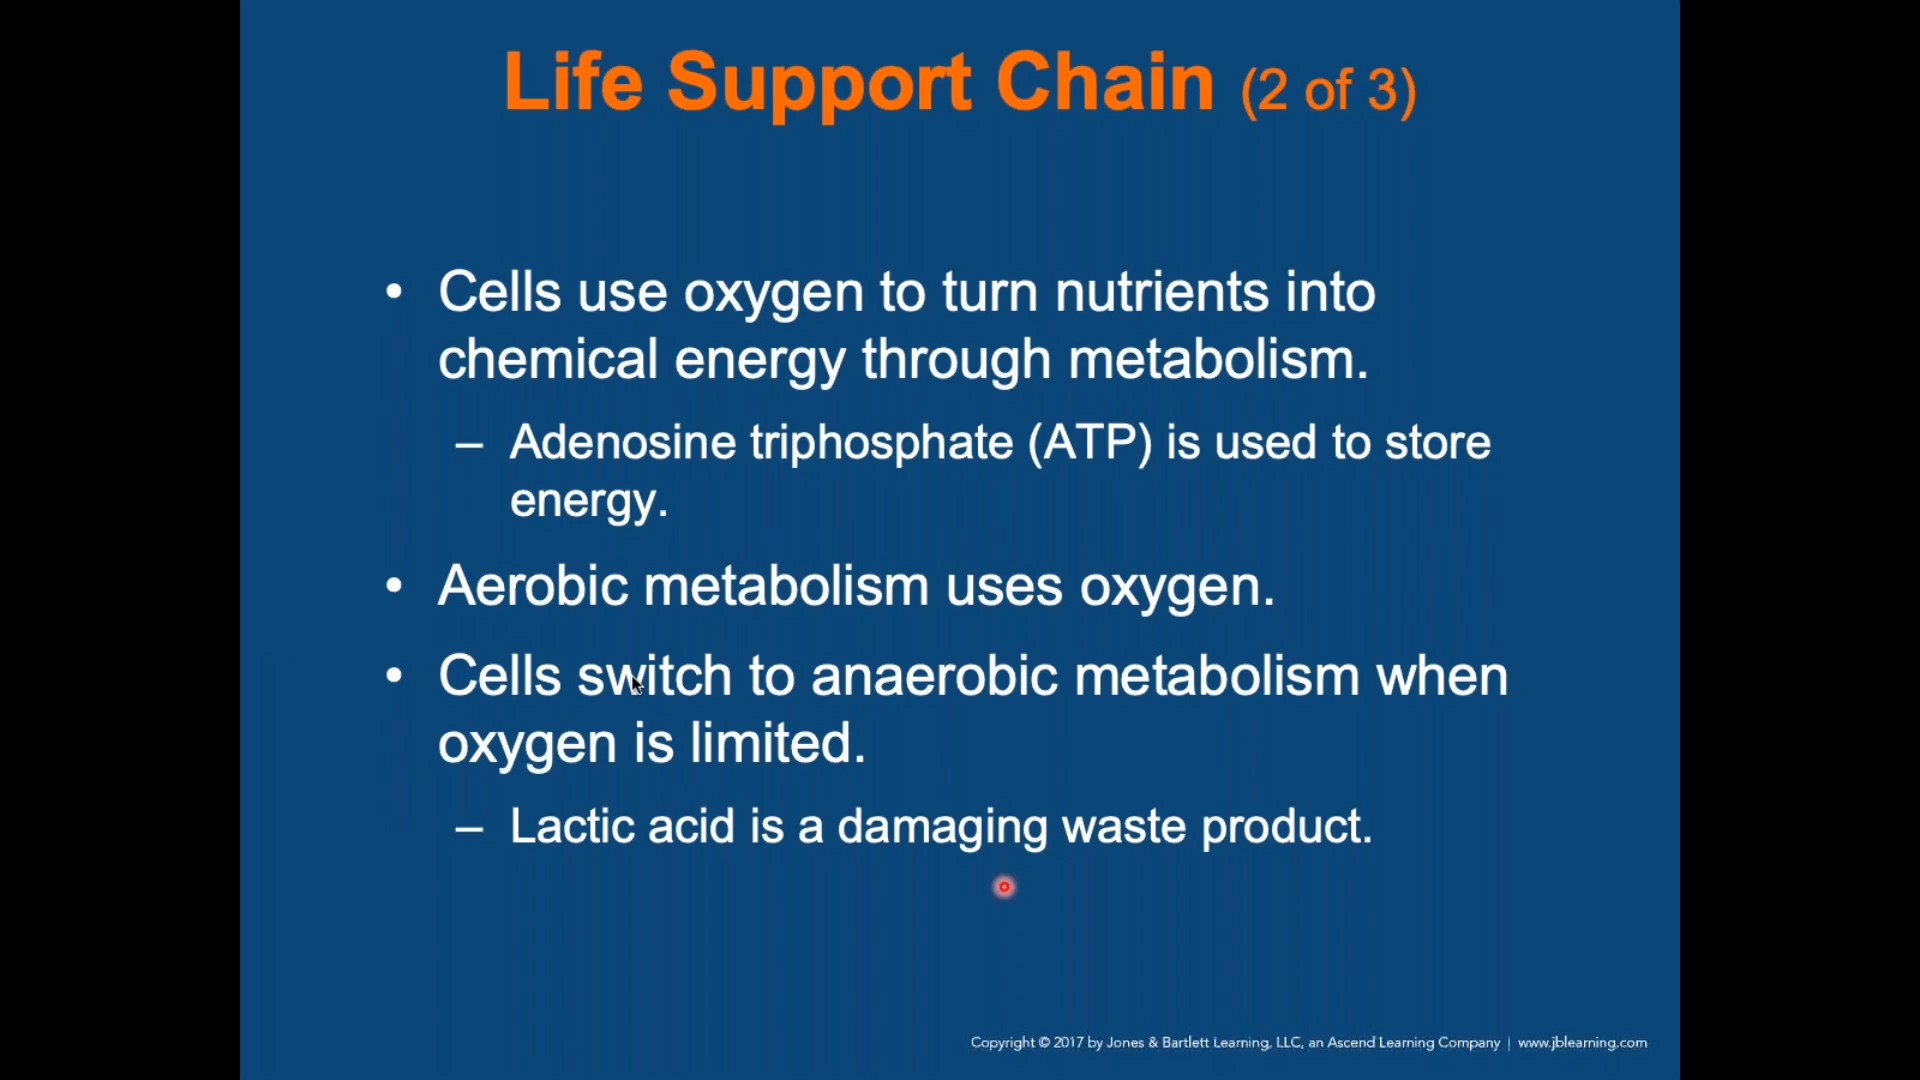 Life Support Chain (2 of 3)
• Cells use oxygen to turn nutrients into
chemical energy through metabolism.
– Adenosine triphosphate (ATP) is used to store
energy.
• Aerobic metabolism uses oxygen.
• Cells switch to anaerobic metabolism when
oxygen is limited.
– Lactic acid is a damaging waste product.
Copyright © 2017 by Jones & Bartlett Learning, LLC, an Ascend Learning Company | www.jblearning.com